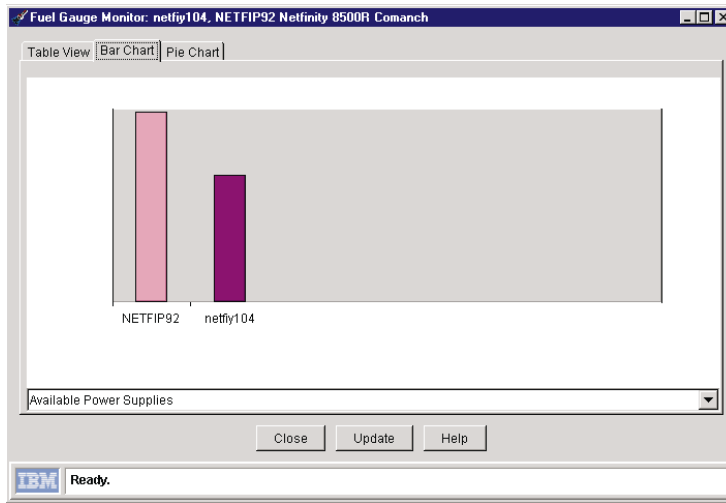 Fuel Gauge Monitor: netfiy104, NETFIP92 Netfinity 8500R Comanch
Table View Bar Chart Pie Chart
NETFIP92 netfiy104
Available Power Supplies
Close Update Help
IBM Ready.